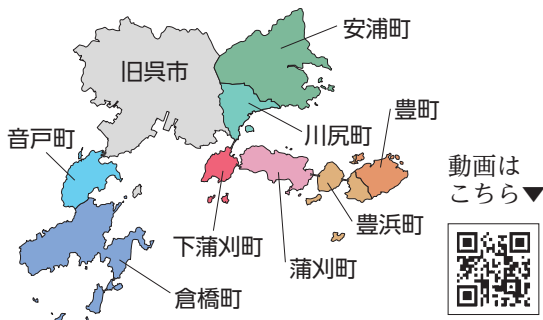 安浦町
旧呉市
豊町
川尻町
音戸町
動画は
こちら▼
豊浜町
下蒲刈町
蒲刈町
倉橋町